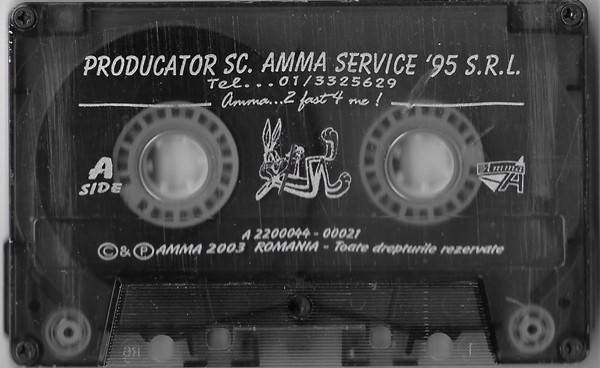 PRODUCATOR SC. AMMA SERVICE '95 S.R.L.
Tel...01/3325629
Amma...2 fast 4 me!
A
SIDE
Amma
A
A 2200044 - 00021
© & ℗ AMMA 2003 ROMANIA - Toate drepturile rezervate